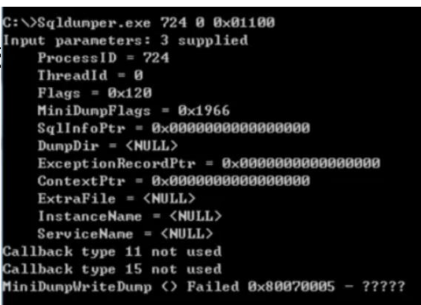 C:\>Sqldumper.exe 724 0 0x01100
Input parameters: 3 supplied
ProcessID = 724
ThreadId = 0
Flags = 0x120
MiniDumpFlags = 0x1966
SqlInfoPtr = 0x0000000000000000
DumpDir = <NULL>
ExceptionRecordPtr = 0x0000000000000000
ContextPtr = 0x0000000000000000
ExtraFile = <NULL>
InstanceName = <NULL>
ServiceName = <NULL>
Callback type 11 not used
Callback type 15 not used
MiniDumpWriteDump () Failed 0x80070005 - ?????